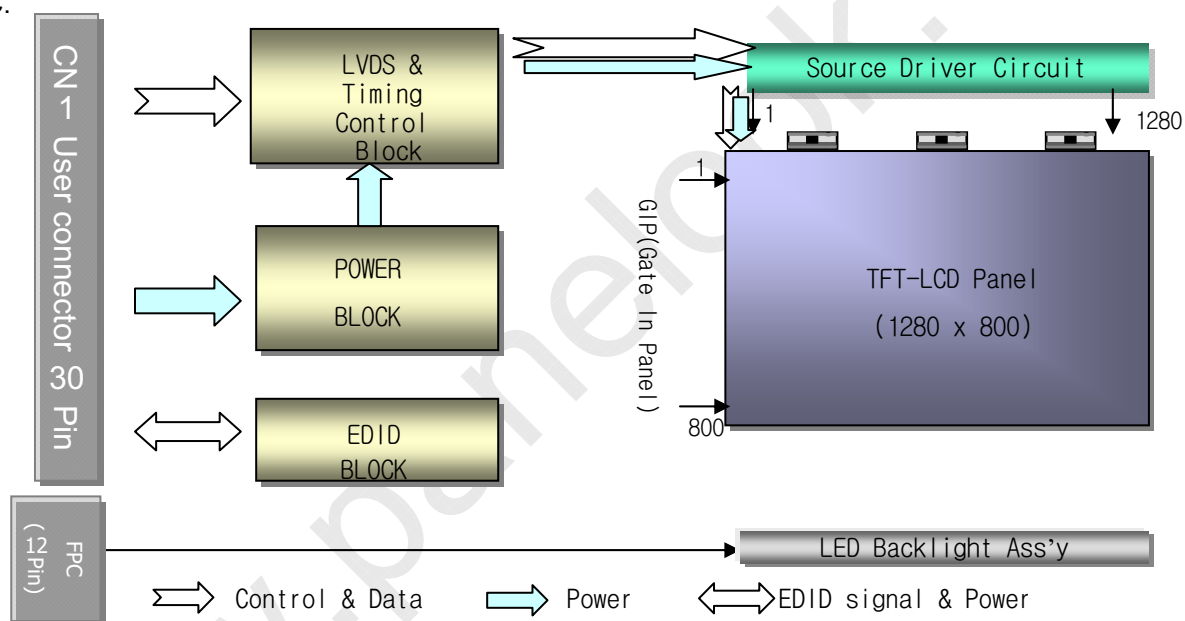 CN 1 User connector 30 Pin
LVDS &
Timing
Control
Block
Source Driver Circuit
1
1280
1
GIP(Gate In Panel)
800
TFT-LCD Panel
(1280 x 800)
POWER
BLOCK
EDID
BLOCK
FPC
(12Pin)
LED Backlight Ass’y
Control & Data
Power
EDID signal & Power